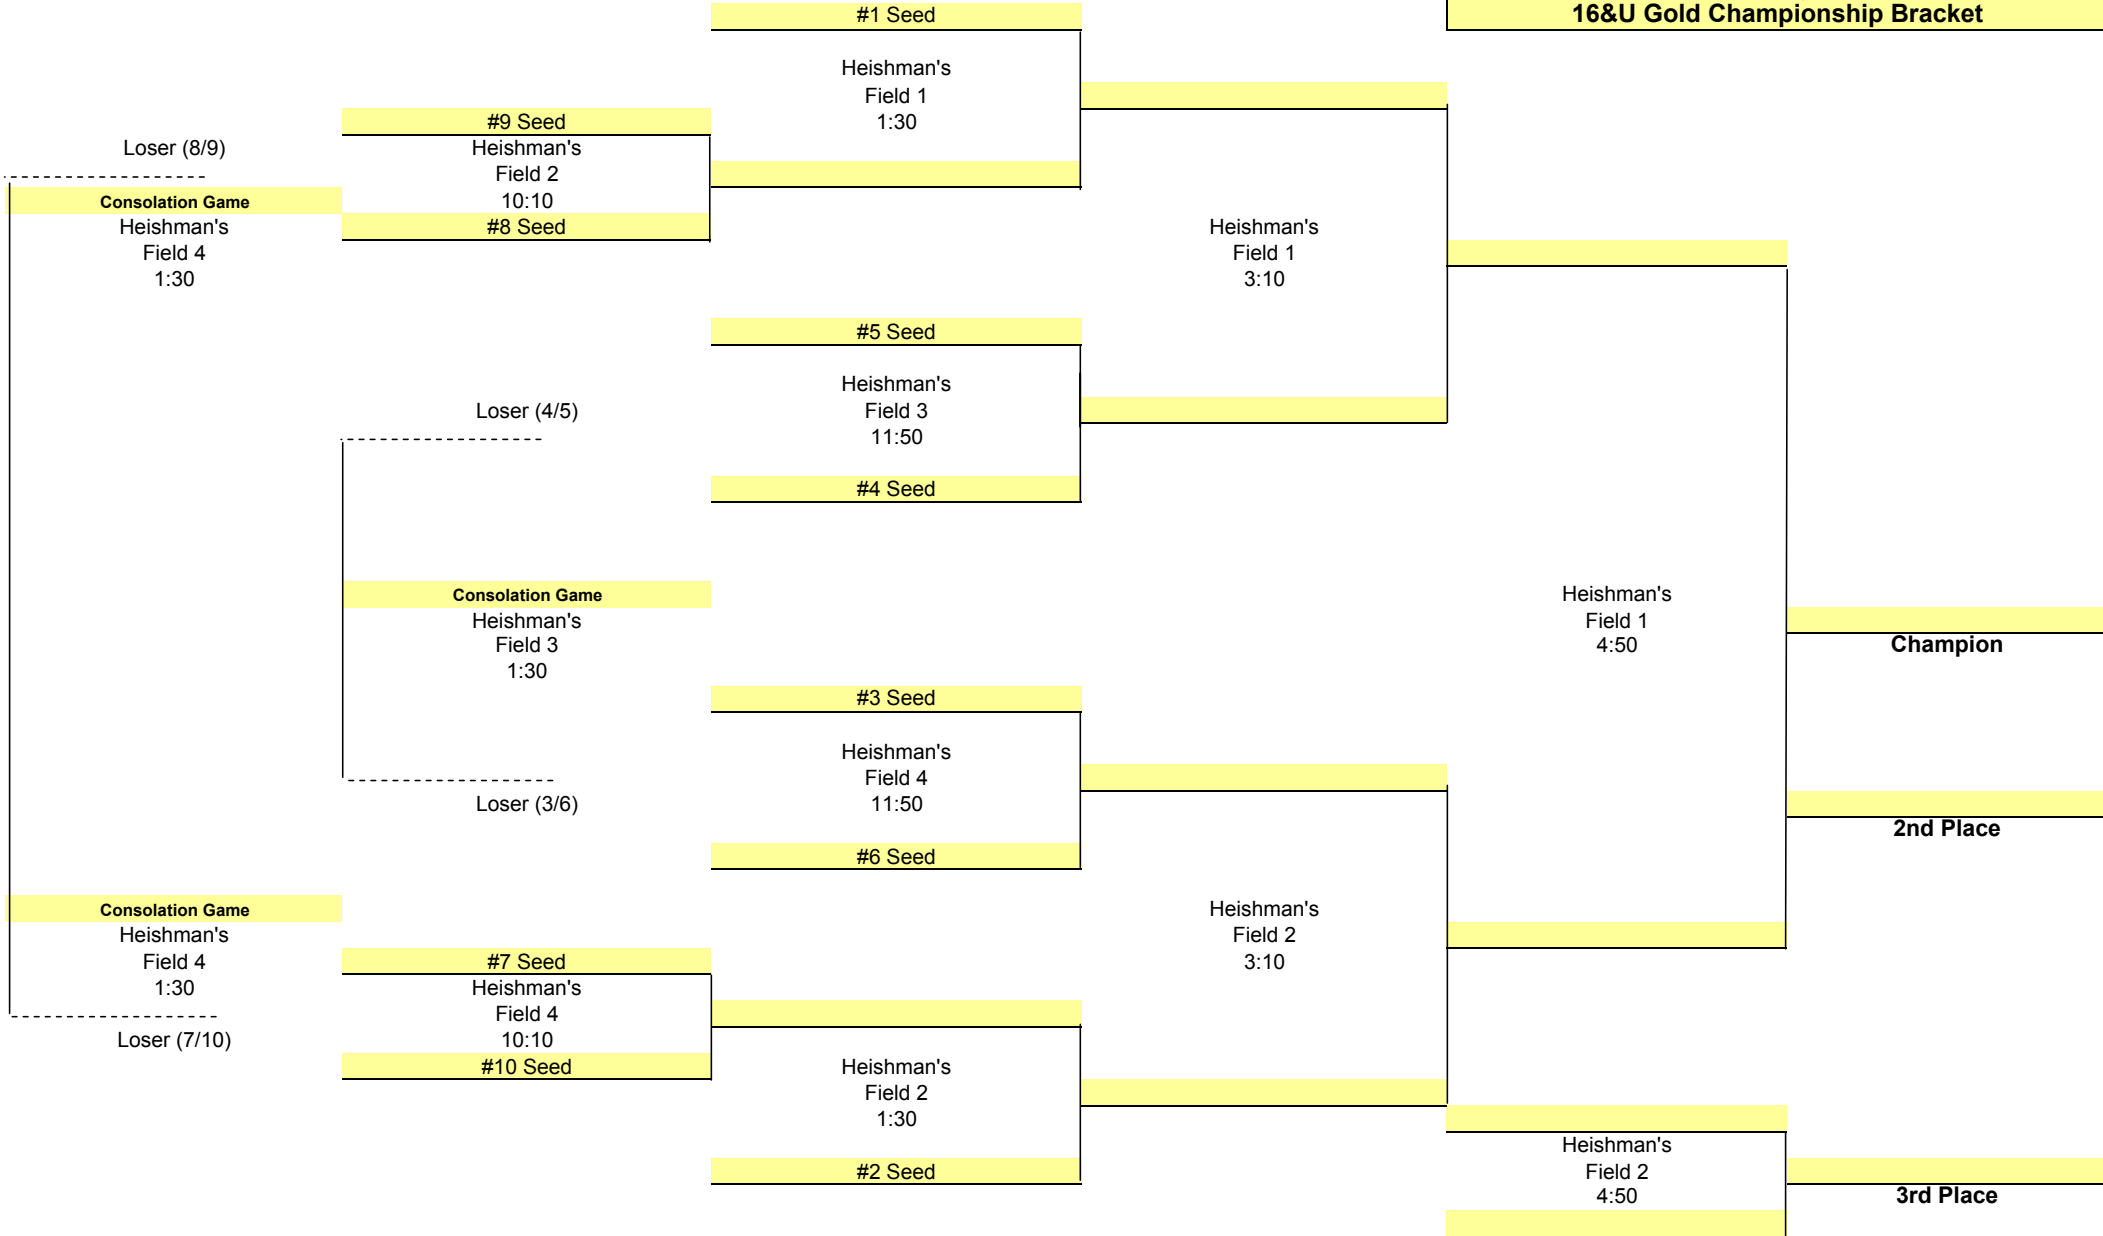 #1 Seed
16&U Gold Championship Bracket
Heishman's
Field 1
1:30
#9 Seed
Loser (8/9)
Heishman's
Field 2
10:10
#8 Seed
Consolation Game
Heishman's
Field 4
1:30
Heishman's
Field 1
3:10
#5 Seed
Heishman's
Field 3
11:50
Loser (4/5)
#4 Seed
Consolation Game
Heishman's
Field 3
1:30
Heishman's
Field 1
4:50
Champion
#3 Seed
Heishman's
Field 4
11:50
Loser (3/6)
#6 Seed
2nd Place
Consolation Game
Heishman's
Field 4
1:30
Loser (7/10)
#7 Seed
Heishman's
Field 4
10:10
#10 Seed
Heishman's
Field 2
3:10
Heishman's
Field 2
1:30
#2 Seed
Heishman's
Field 2
4:50
3rd Place